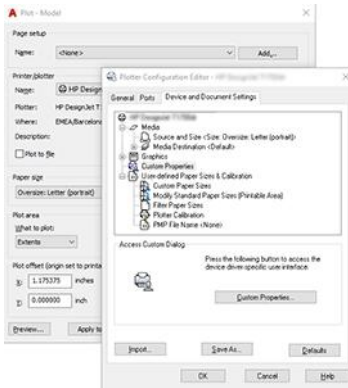 Plot - Model
Page setup
Name: <None>
Add...
Printer/plotter
Name: HP Design
Plotter: HP DesignJet T
Where: EMEA/Barcelona
Description:
Plot to file
Paper size
Oversize: Letter (portrait)
Plot area
What to plot:
Extents
Plot offset (origin set to printa
X: 1.175375 inches
Y: 0.000000 inch
Preview...
Apply to
Plotter Configuration Editor -
General Ports Device and Document Settings
Media
Source and Size <Size: Oversize: Letter (portrait)>
Media Destination <Default>
Graphics
Custom Properties
User-defined Paper Sizes & Calibration
Custom Paper Sizes
Modify Standard Paper Sizes (Printable Area)
Filter Paper Sizes
Plotter Calibration
PMP File Name <None>
Access Custom Dialog
Press the following button to access the
device driver specific user interface.
Custom Properties...
Import... Save As... Defaults
OK Cancel Help